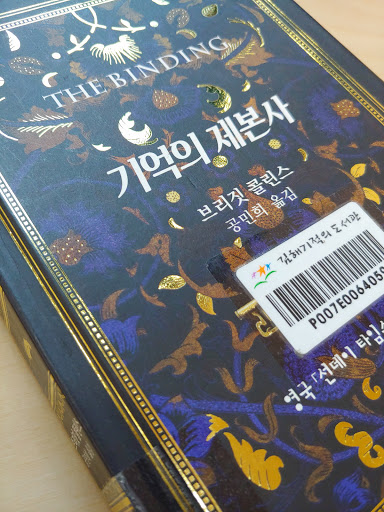 THE BINDING
기억의 제본사
브리짓 콜린스
공민희 옮김
김해기적의도서관
P007E006405
영국 「선데이 타임